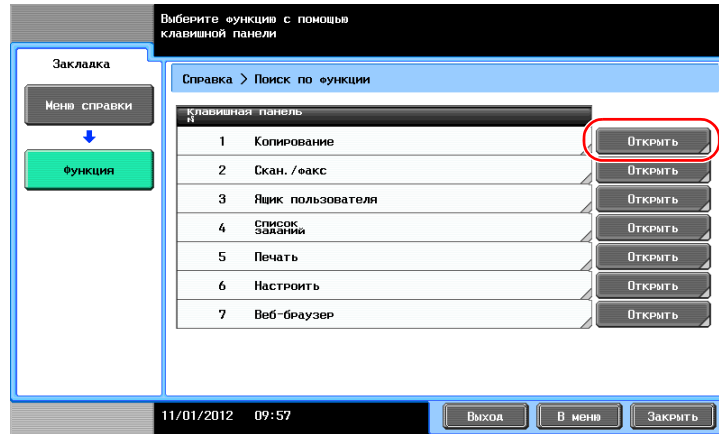 Выберите функцию с помощью
клавишной панели
Закладка
Справка > Поиск по функции
Меню справки
Функция
Клавишная панель
№
1 Копирование Открыть
2 Скан./факс Открыть
3 Ящик пользователя Открыть
4 Список заданий Открыть
5 Печать Открыть
6 Настроить Открыть
7 Веб-браузер Открыть
11/01/2012 09:57 Выход В меню Закрыть